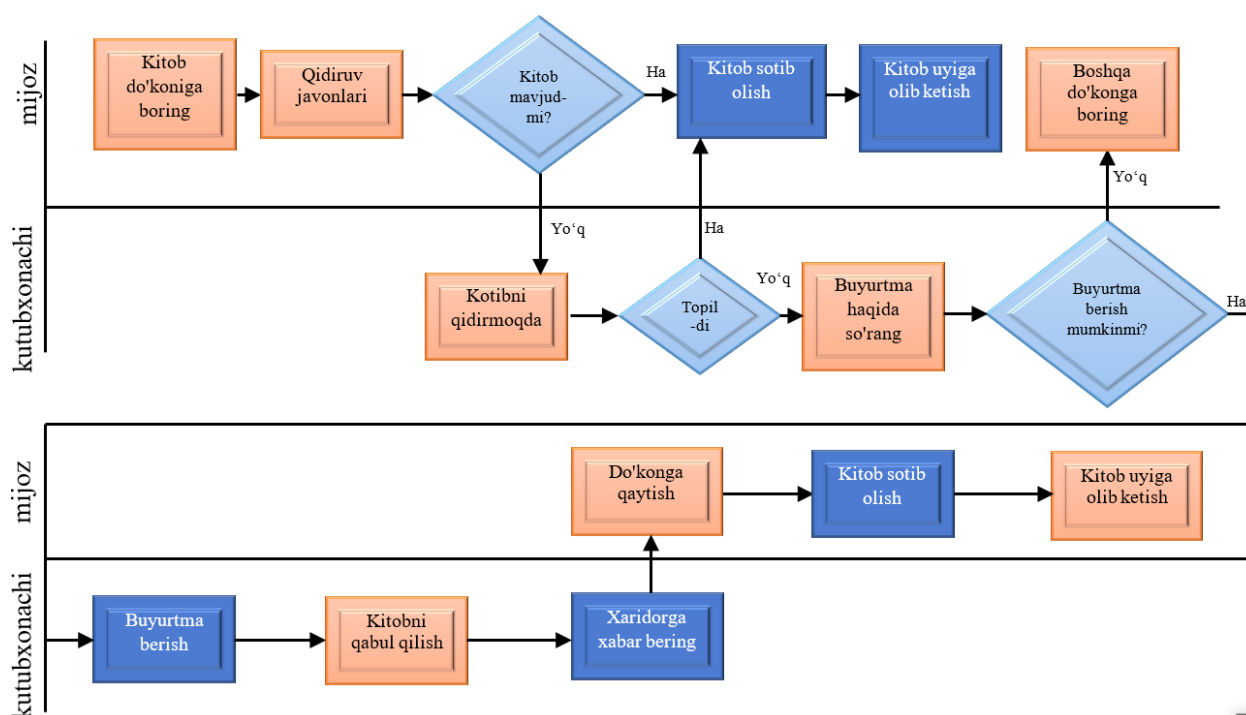 mijoz
Kitob
do'koniga
boring
Qidiruv
javonlari
Kitob
mavjud-
mi?
Ha
Kitob sotib
olish
Kitob uyiga
olib ketish
Boshqa
do'konga
boring
Yo‘q
Yo‘q
Ha
kutubxonachi
Kotibni
qidirmoqda
Topil
-di
Yo‘q
Buyurtma
haqida
so'rang
Buyurtma
berish
mumkinmi?
Ha
mijoz
Do'konga
qaytish
Kitob sotib
olish
Kitob uyiga
olib ketish
kutubxonachi
Buyurtma
berish
Kitobni
qabul qilish
Xaridorga
xabar bering